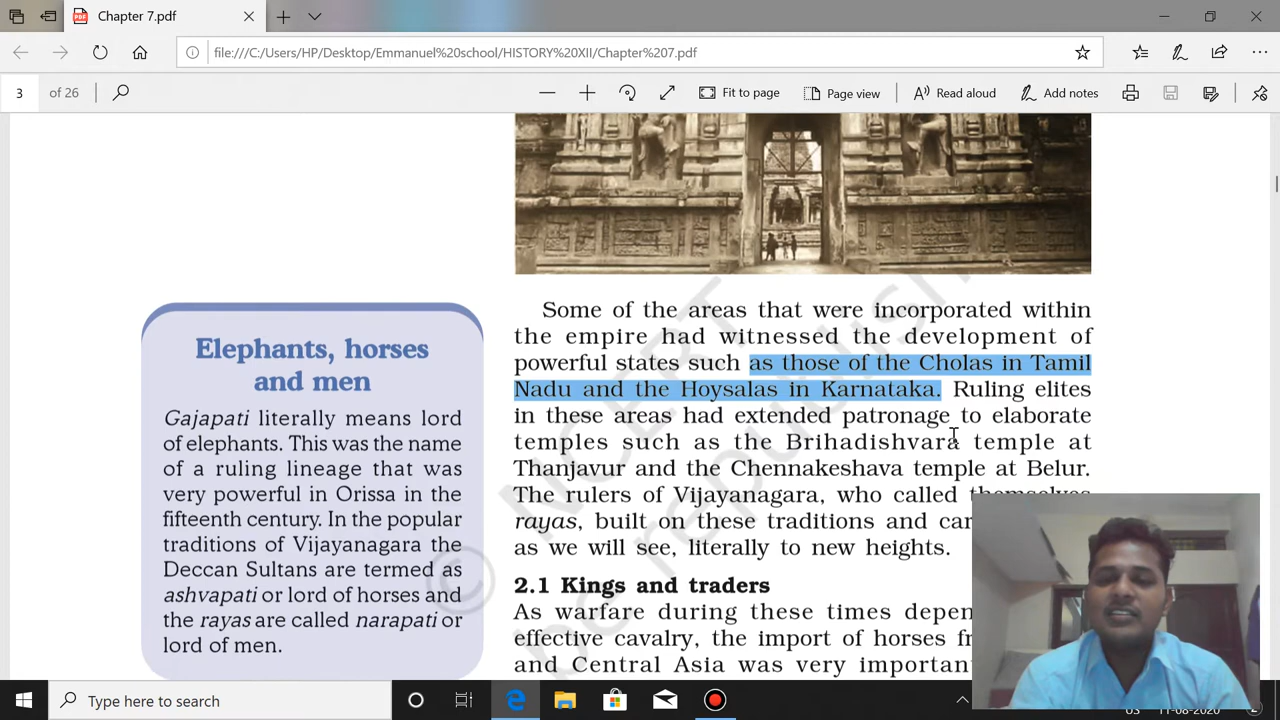 Chapter 7.pdf
file:///C:/Users/HP/Desktop/Emmanuel%20school/HISTORY%20XII/Chapter%207.pdf
3 of 26 Fit to page Page view Read aloud Add notes
Elephants, horses
and men
Gajapati literally means lord
of elephants. This was the name
of a ruling lineage that was
very powerful in Orissa in the
fifteenth century. In the popular
traditions of Vijayanagara the
Deccan Sultans are termed as
ashvapati or lord of horses and
the rayas are called narapati or
lord of men.
Some of the areas that were incorporated within
the empire had witnessed the development of
powerful states such as those of the Cholas in Tamil
Nadu and the Hoysalas in Karnataka. Ruling elites
in these areas had extended patronage to elaborate
temples such as the Brihadishvara temple at
Thanjavur and the Chennakeshava temple at Belur.
The rulers of Vijayanagara, who called themselves
rayas, built on these traditions and car
as we will see, literally to new heights.
2.1 Kings and traders
As warfare during these times depen
effective cavalry, the import of horses fr
and Central Asia was very important
© NCERT
be republish
Type here to search
11-08-2020
2